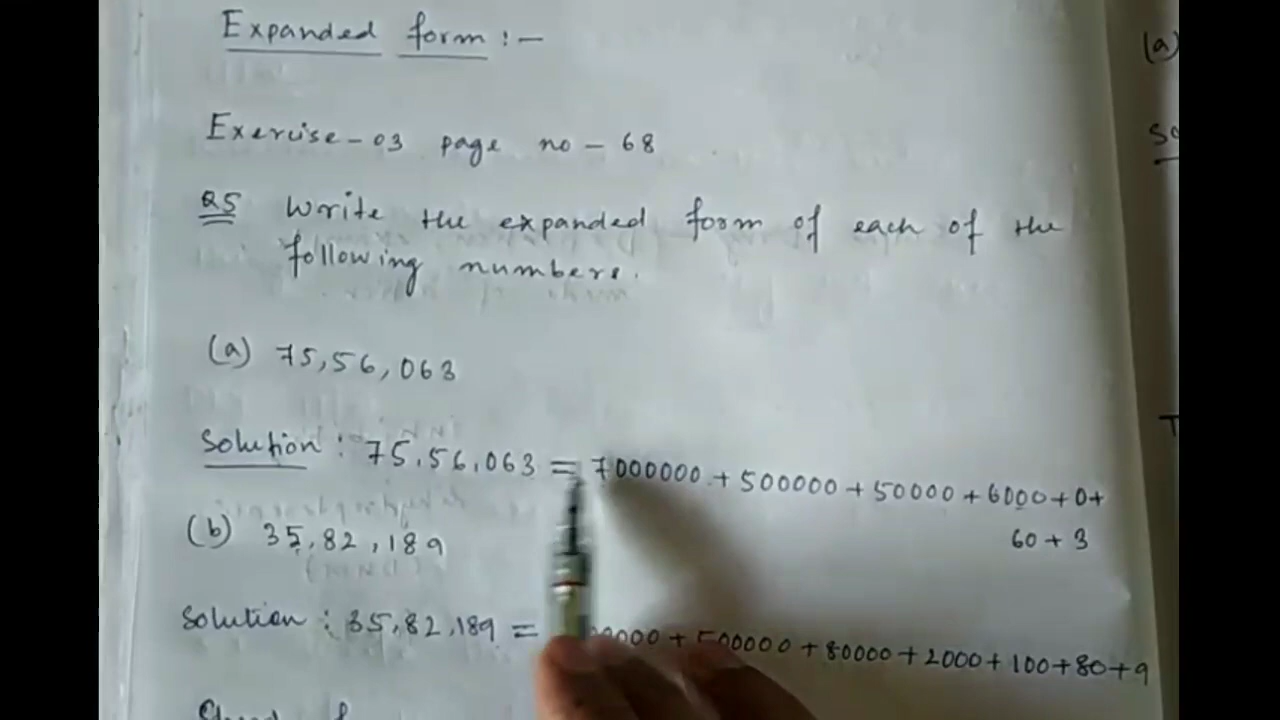 Expanded form :-
Exercise-03 page no - 68
Q5 Write the expanded form of each of the
following numbers.
(a) 75,56,063
Solution : 75,56,063 = 7000000 + 500000 + 50000 + 6000 + 0 +
60 + 3
(b) 35,82,189
Solution : 35,82,189 = 00000 + 500000 + 80000 + 2000 + 100 + 80 + 9
(a)